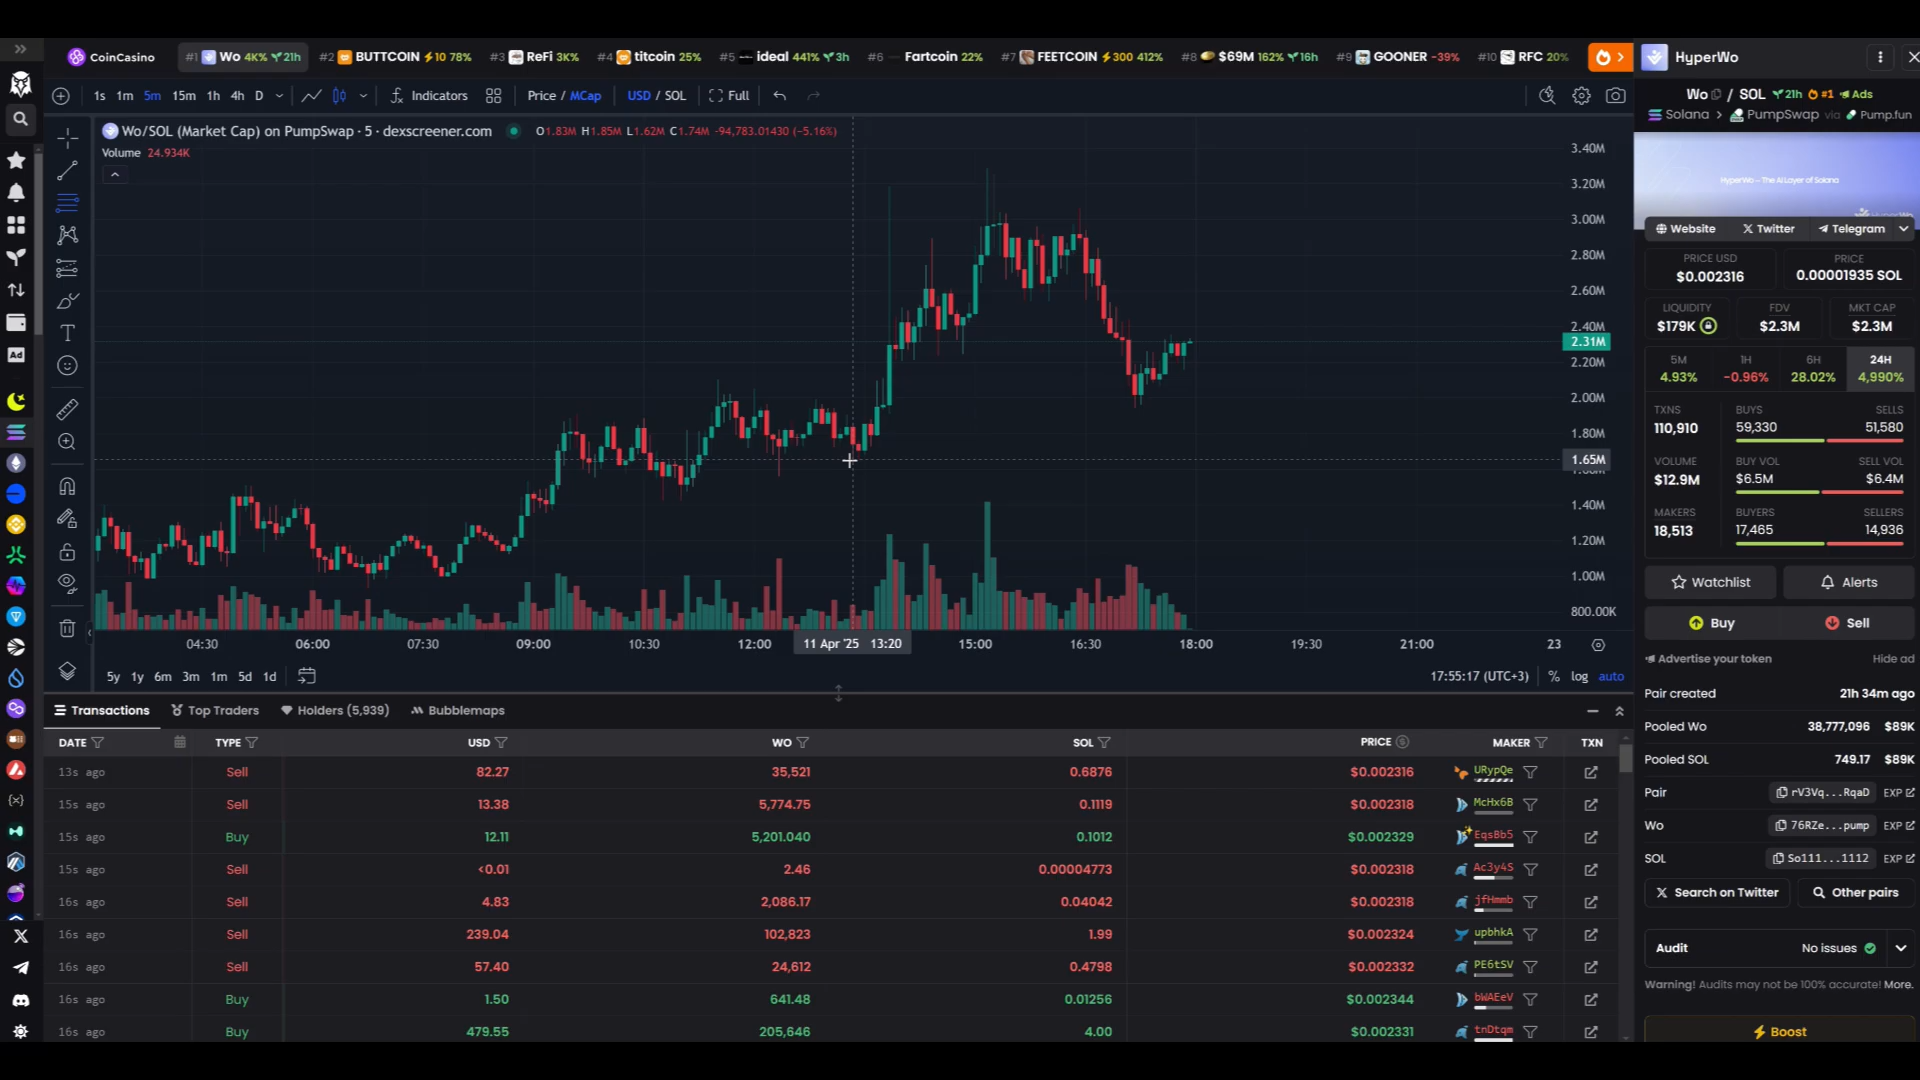 CoinCasino
#1 Wo 4K% 21h
#2 BUTTCOIN 10 78%
#3 ReFi 3K%
#4 titcoin 25%
#5 ideal 441% 3h
#6 Fartcoin 22%
#7 FEETCOIN 300 412%
#8 $69M 162% 16h
#9 GOONER -39%
#10 RFC 20%
HyperWo
1s 1m 5m 15m 1h 4h D
Indicators
Price / MCap
USD / SOL
Full
Wo / SOL 21h #1 Ads
Solana > PumpSwap via Pump.fun
Wo/SOL (Market Cap) on PumpSwap · 5 · dexscreener.com
O1.83M H1.85M L1.62M C1.74M -94,783.01430 (-5.16%)
Volume 24.934K
3.40M
3.20M
3.00M
2.80M
2.60M
2.40M
2.31M
2.20M
2.00M
1.80M
1.65M
1.40M
1.20M
1.00M
800.00K
Ad
04:30 06:00 07:30 09:00 10:30 12:00 11 Apr '25 13:20 15:00 16:30 18:00 19:30 21:00 23
5y 1y 6m 3m 1m 5d 1d
17:55:17 (UTC+3) % log auto
HyperWo – The AI Layer of Solana
HyperWo
Website Twitter Telegram
PRICE USD PRICE
$0.002316 0.00001935 SOL
LIQUIDITY FDV MKT CAP
$179K $2.3M $2.3M
5M 1H 6H 24H
4.93% -0.96% 28.02% 4,990%
TXNS BUYS SELLS
110,910 59,330 51,580
VOLUME BUY VOL SELL VOL
$12.9M $6.5M $6.4M
MAKERS BUYERS SELLERS
18,513 17,465 14,936
Watchlist Alerts
Buy Sell
Advertise your token Hide ad
Pair created 21h 34m ago
Pooled Wo 38,777,096 $89K
Pooled SOL 749.17 $89K
Pair rV3Vq...RqaD EXP
Wo 76RZe...pump EXP
SOL So111...1112 EXP
Search on Twitter Other pairs
Audit No issues
Warning! Audits may not be 100% accurate! More.
Boost
Transactions Top Traders Holders (5,939) Bubblemaps
DATE TYPE USD WO SOL PRICE MAKER TXN
13s ago Sell 82.27 35,521 0.6876 $0.002316 URypQe
15s ago Sell 13.38 5,774.75 0.1119 $0.002318 McHx6B
15s ago Buy 12.11 5,201.040 0.1012 $0.002329 EqsBb5
15s ago Sell <0.01 2.46 0.00004773 $0.002318 Ac3y4S
16s ago Sell 4.83 2,086.17 0.04042 $0.002318 jfHmmb
16s ago Sell 239.04 102,823 1.99 $0.002324 upbhkA
16s ago Sell 57.40 24,612 0.4798 $0.002332 PE6tSV
16s ago Buy 1.50 641.48 0.01256 $0.002344 bWAEeV
16s ago Buy 479.55 205,646 4.00 $0.002331 tnDtqm